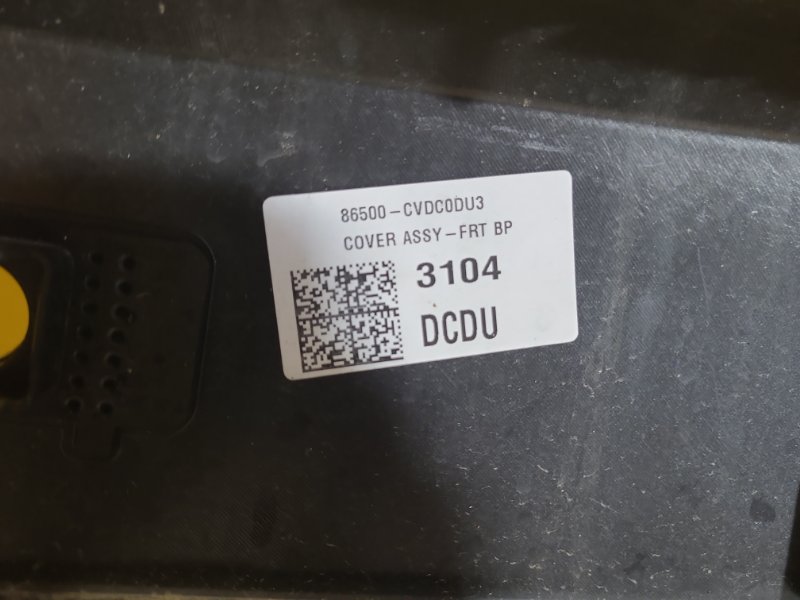 86500-CVDC0DU3
COVER ASSY-FRT BP
3104
DCDU